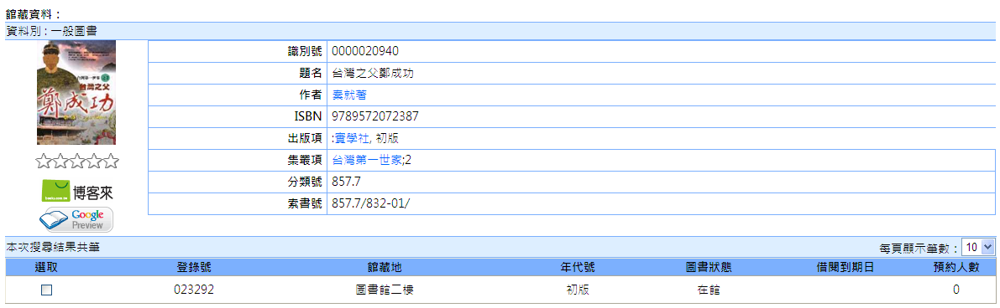 館藏資料：
資料別：一般圖書
台灣之父
鄭成功
博客來
Google
Preview
識別號 0000020940
題名 台灣之父鄭成功
作者 素就著
ISBN 9789572072387
出版項 :實學社, 初版
集叢項 台灣第一世家;2
分類號 857.7
索書號 857.7/832-01/
本次搜尋結果共筆 每頁顯示筆數：10
選取 登錄號 館藏地 年代號 圖書狀態 借閱到期日 預約人數
023292 圖書館二樓 初版 在館 0